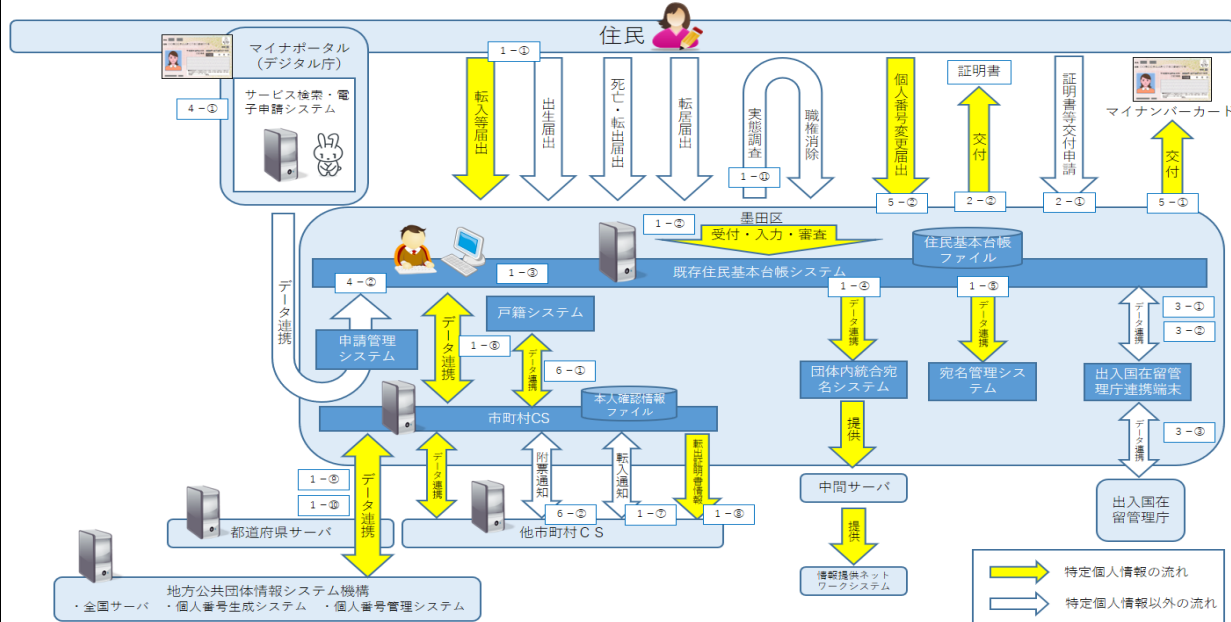 住民
マイナポータル
（デジタル庁）
サービス検索・電
子申請システム
4－①
1－①
転入等届出
出生届出
死亡・転出届出
転居届出
実態調査
職権消除
1－⑪
個人番号変更届出
5－②
証明書
交付
2－②
証明書等交付申請
2－①
マイナンバーカード
交付
5－①
墨田区
1－②
受付・入力・審査
住民基本台帳
ファイル
1－③
既存住民基本台帳システム
データ連携
4－②
申請管理
システム
データ連携
1－⑥
戸籍システム
データ連携
6－①
1－④
データ連携
団体内統合宛
名システム
1－⑤
データ連携
宛名管理シス
テム
データ連携
3－①
3－②
出入国在留管
理庁連携端末
市町村CS
本人確認情報
ファイル
1－⑨
1－⑩
データ連携
データ連携
附票通知
6－②
転入通知
1－⑦
転出証明書情報
1－⑧
提供
中間サーバ
提供
情報提供ネット
ワークシステム
データ連携
3－③
出入国在
留管理庁
都道府県サーバ
他市町村ＣＳ
地方公共団体情報システム機構
・全国サーバ　・個人番号生成システム　・個人番号管理システム
特定個人情報の流れ
特定個人情報以外の流れ